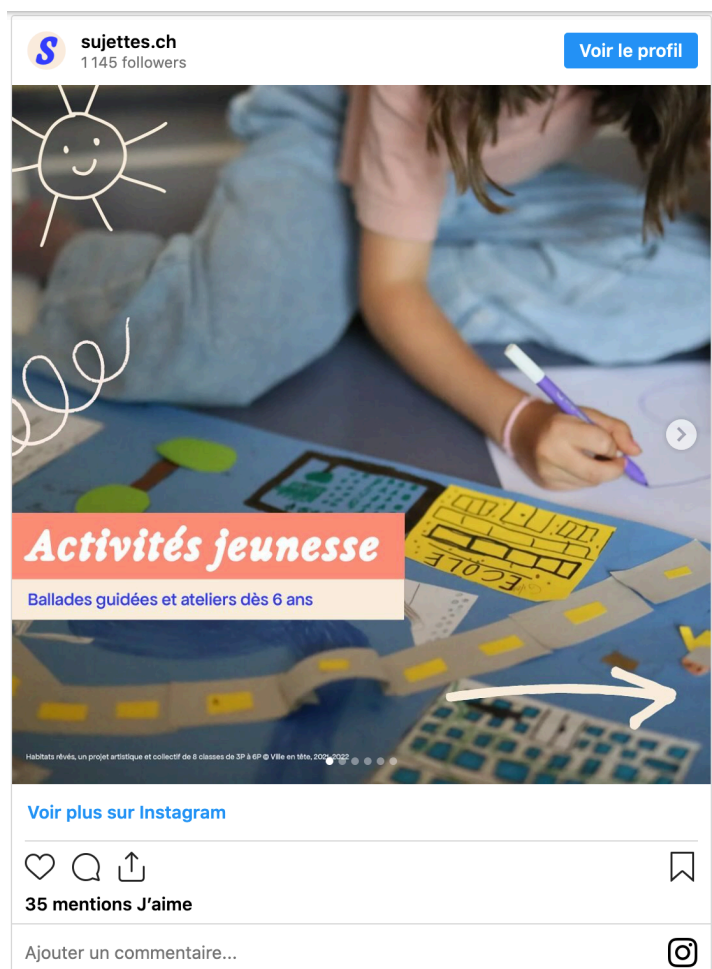 S
sujettes.ch
1 145 followers
Voir le profil
ECOLE
Activités jeunesse
Ballades guidées et ateliers dès 6 ans
Habitats rêvés, un projet artistique et collectif de 8 classes de 3P à 6P © Ville en tête, 2021-2022
Voir plus sur Instagram
35 mentions J’aime
Ajouter un commentaire...